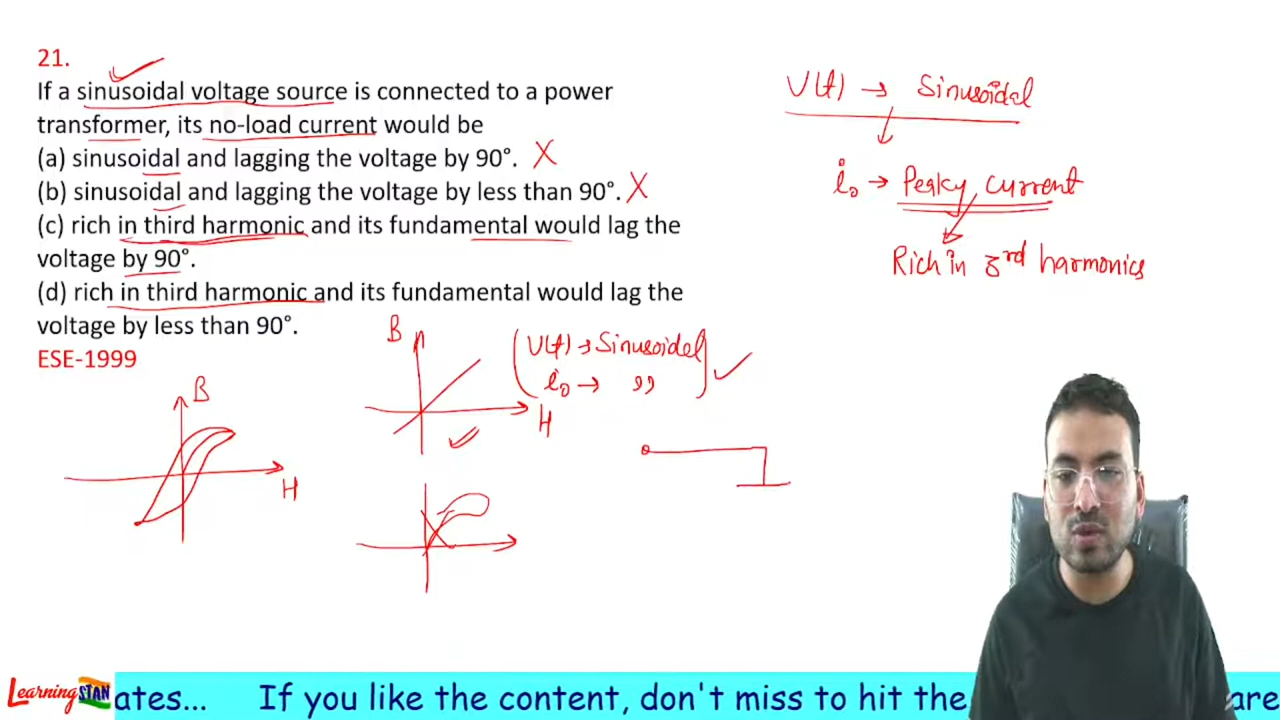 21.
If a sinusoidal voltage source is connected to a power
transformer, its no-load current would be
(a) sinusoidal and lagging the voltage by 90°. X
(b) sinusoidal and lagging the voltage by less than 90°. X
(c) rich in third harmonic and its fundamental would lag the
voltage by 90°.
(d) rich in third harmonic and its fundamental would lag the
voltage by less than 90°.
ESE-1999
V(t) → Sinusoidal
i₀ → Peaky current
Rich in 3rd harmonics
B
H
B
H
V(t) → Sinusoidal
i₀ → ,,
Learning STAN
ates... If you like the content, don't miss to hit the are